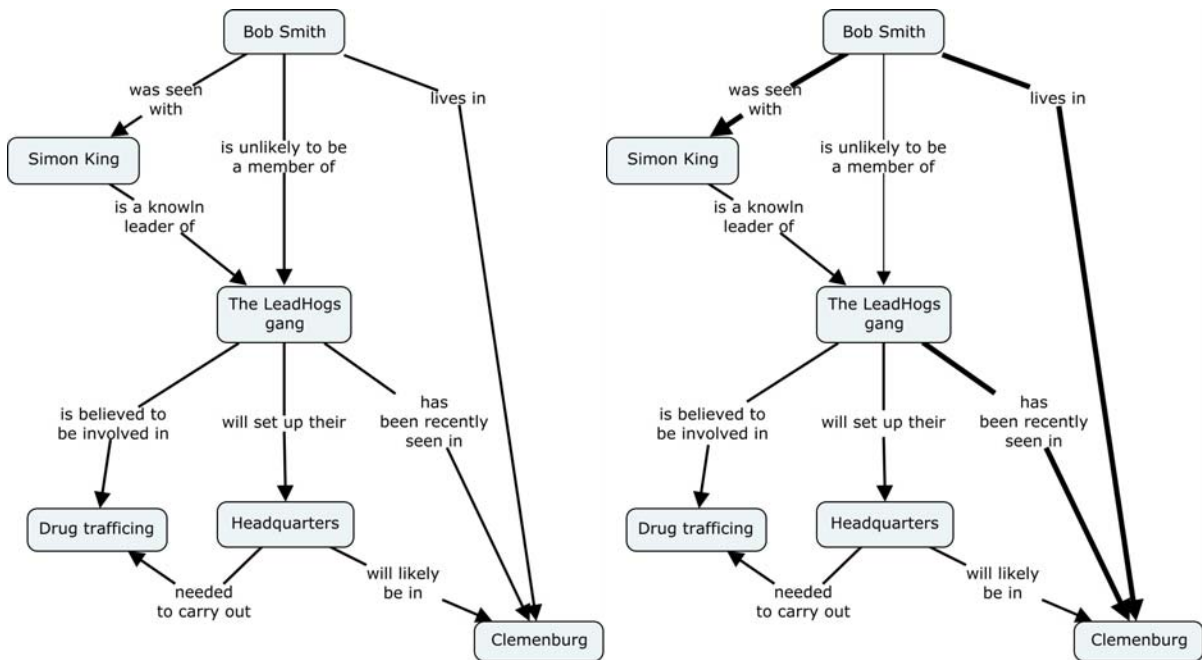 Bob Smith
was seen
with
lives in
is unlikely to be
a member of
Simon King
is a knowln
leader of
The LeadHogs
gang
is believed to
be involved in
will set up their
has
been recently
seen in
Drug trafficing
Headquarters
needed
to carry out
will likely
be in
Clemenburg
Bob Smith
was seen
with
lives in
is unlikely to be
a member of
Simon King
is a knowln
leader of
The LeadHogs
gang
is believed to
be involved in
will set up their
has
been recently
seen in
Drug trafficing
Headquarters
needed
to carry out
will likely
be in
Clemenburg